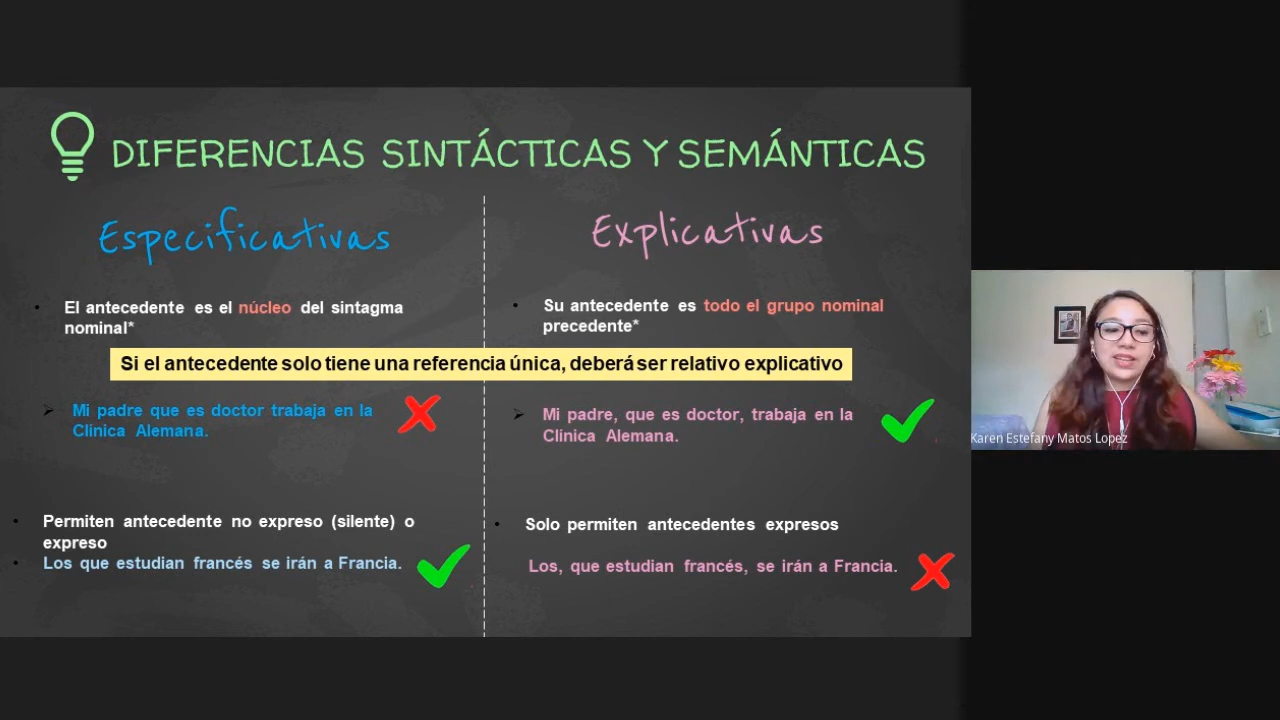 DIFERENCIAS SINTÁCTICAS Y SEMÁNTICAS
Especificativas
El antecedente es el núcleo del sintagma
nominal*
Explicativas
Su antecedente es todo el grupo nominal
precedente*
Si el antecedente solo tiene una referencia única, deberá ser relativo explicativo
Mi padre que es doctor trabaja en la
Clínica Alemana.
Mi padre, que es doctor, trabaja en la
Clínica Alemana.
Permiten antecedente no expreso (silente) o
expreso
Los que estudian francés se irán a Francia.
Solo permiten antecedentes expresos
Los, que estudian francés, se irán a Francia.
Karen Estefany Matos Lopez